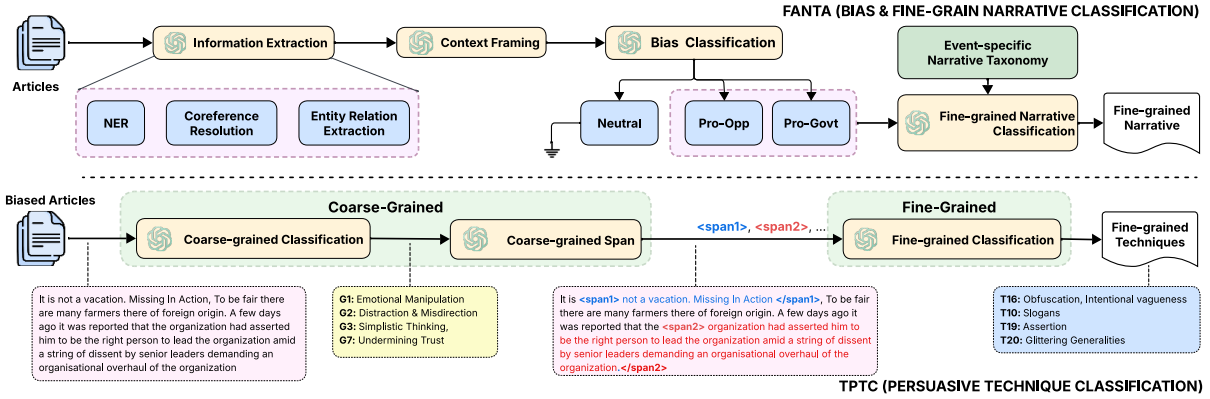 FANTA (BIAS & FINE-GRAIN NARRATIVE CLASSIFICATION)
Articles
Information Extraction
Context Framing
Bias Classification
Event-specific
Narrative Taxonomy
NER
Coreference
Resolution
Entity Relation
Extraction
Neutral
Pro-Opp
Pro-Govt
Fine-grained Narrative
Classification
Fine-grained
Narrative
Biased Articles
Coarse-Grained
Coarse-grained Classification
Coarse-grained Span
<span1>, <span2>, ...
Fine-Grained
Fine-grained Classification
Fine-grained
Techniques
It is not a vacation. Missing In Action, To be fair there
are many farmers there of foreign origin. A few days
ago it was reported that the organization had asserted
him to be the right person to lead the organization amid
a string of dissent by senior leaders demanding an
organisational overhaul of the organization
G1: Emotional Manipulation
G2: Distraction & Misdirection
G3: Simplistic Thinking,
G7: Undermining Trust
It is <span1> not a vacation. Missing In Action </span1>, To be fair
there are many farmers there of foreign origin. A few days ago it
was reported that the <span2> organization had asserted him to
be the right person to lead the organization amid a string of dissent
by senior leaders demanding an organisational overhaul of the
organization.</span2>
T16: Obfuscation, Intentional vagueness
T10: Slogans
T19: Assertion
T20: Glittering Generalities
TPTC (PERSUASIVE TECHNIQUE CLASSIFICATION)